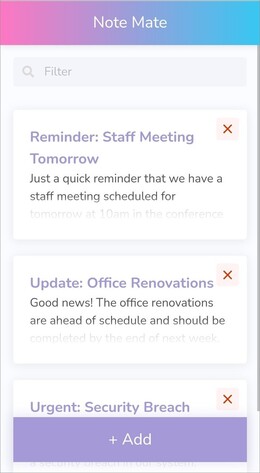 Note Mate
Filter
Reminder: Staff Meeting
Tomorrow
Just a quick reminder that we have a
staff meeting scheduled for
tomorrow at 10am in the conference
Update: Office Renovations
Good news! The office renovations
are ahead of schedule and should be
completed by the end of next week.
Urgent: Security Breach
+ Add